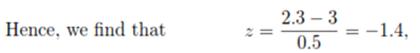 Hence, we find that z = (2.3 − 3) / 0.5 = −1.4,